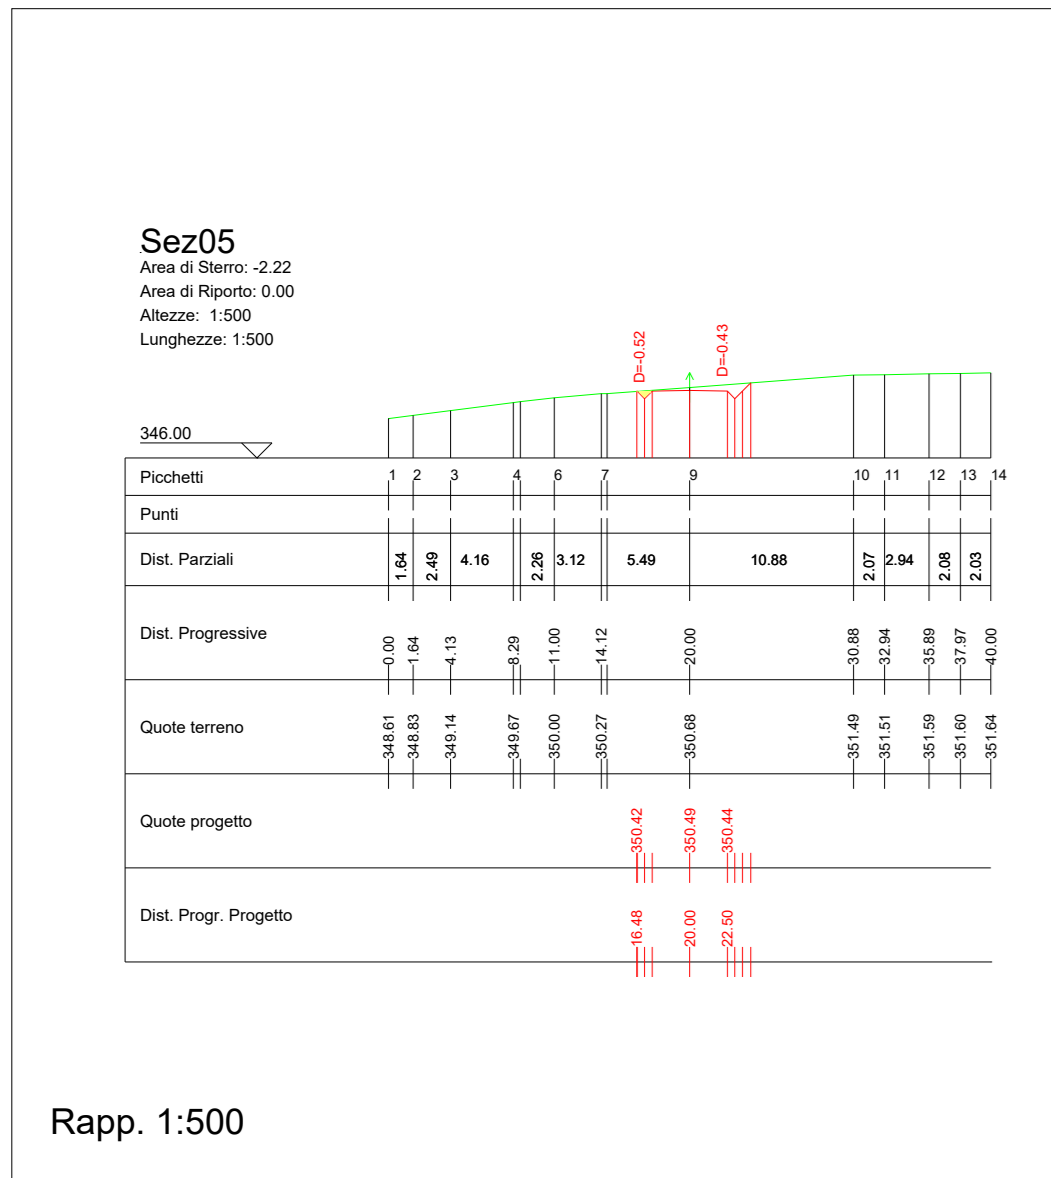 Sez05
Area di Sterro: -2.22
Area di Riporto: 0.00
Altezze: 1:500
Lunghezze: 1:500
D=-0.52
D=-0.43
346.00
Picchetti 1 2 3 4 6 7 9 10 11 12 13 14
Punti
Dist. Parziali 1.64 2.49 4.16 2.26 3.12 5.49 10.88 2.07 2.94 2.08 2.03
Dist. Progressive 0.00 1.64 4.13 8.29 11.00 14.12 20.00 30.88 32.94 35.89 37.97 40.00
Quote terreno 348.61 348.83 349.14 349.67 350.00 350.27 350.68 351.49 351.51 351.59 351.60 351.64
Quote progetto 350.42 350.49 350.44
Dist. Progr. Progetto 16.48 20.00 22.50
Rapp. 1:500